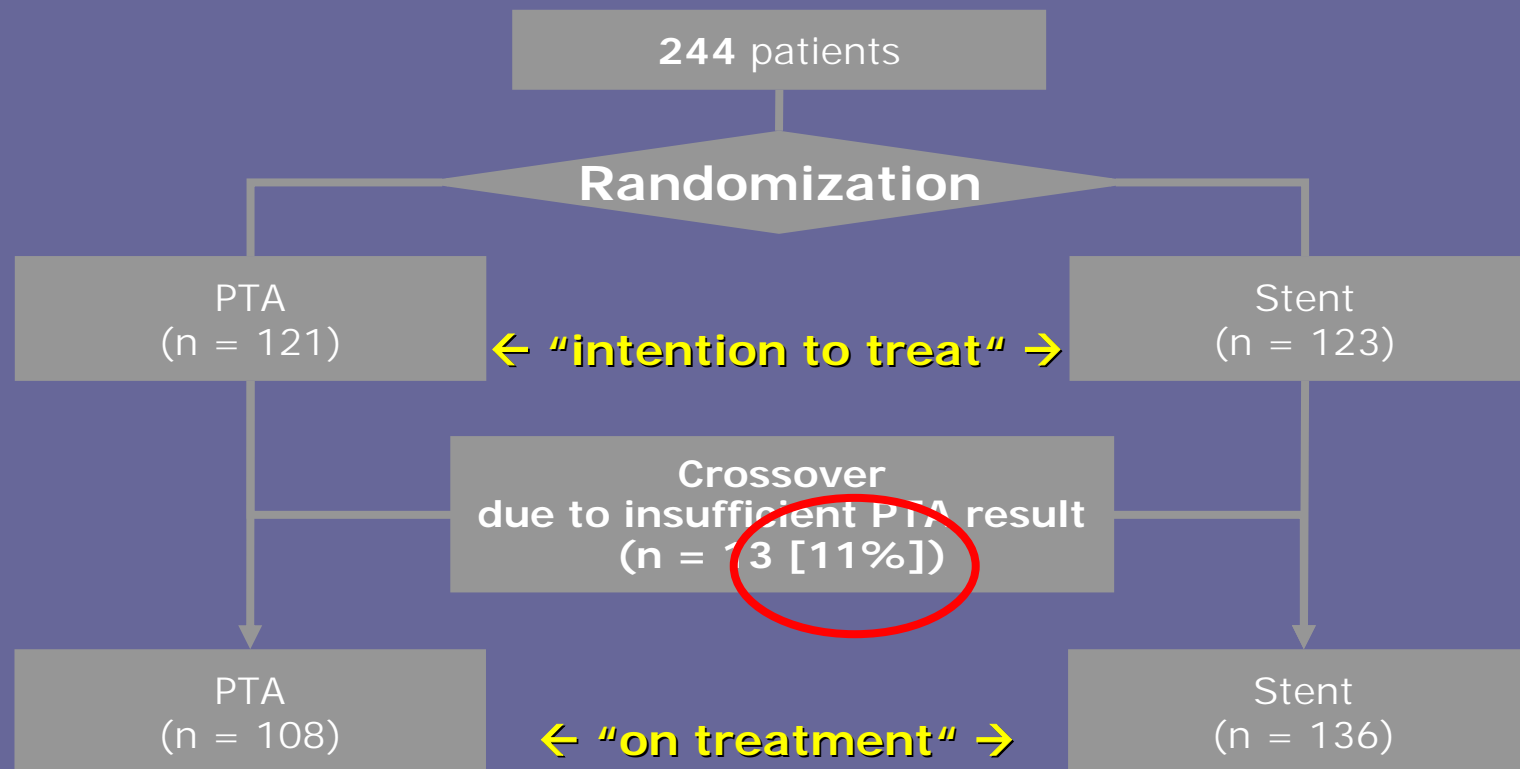 244 patients
Randomization
PTA
(n = 121)
← "intention to treat" →
Stent
(n = 123)
Crossover
due to insufficient PTA result
(n = 13 [11%])
PTA
(n = 108)
← "on treatment" →
Stent
(n = 136)